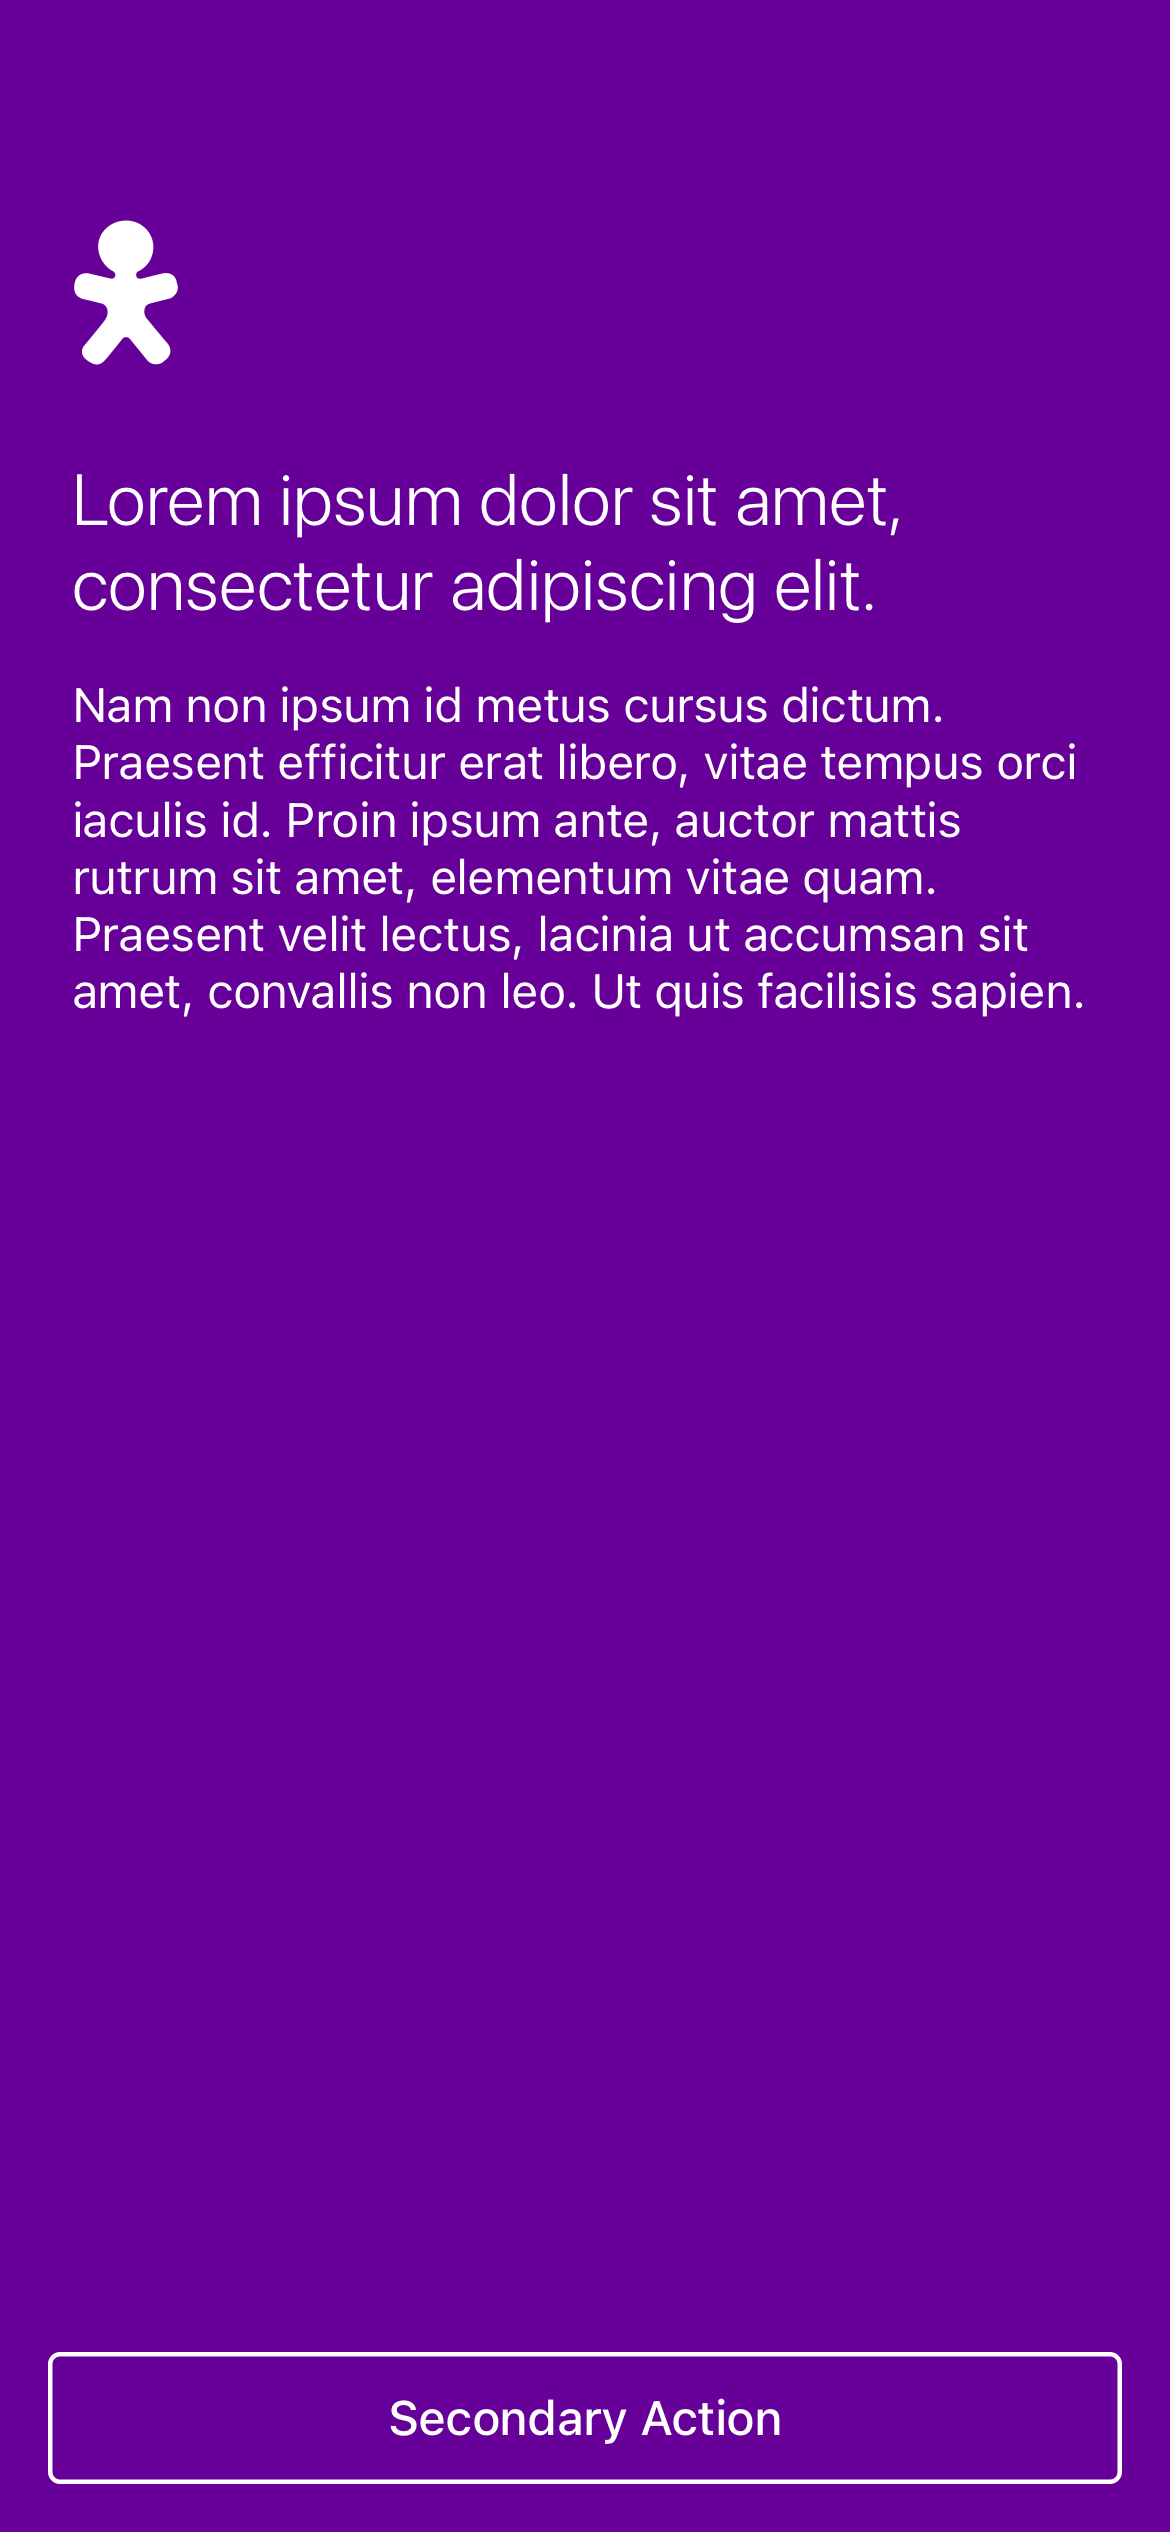 Lorem ipsum dolor sit amet,
consectetur adipiscing elit.
Nam non ipsum id metus cursus dictum.
Praesent efficitur erat libero, vitae tempus orci
iaculis id. Proin ipsum ante, auctor mattis
rutrum sit amet, elementum vitae quam.
Praesent velit lectus, lacinia ut accumsan sit
amet, convallis non leo. Ut quis facilisis sapien.
Secondary Action